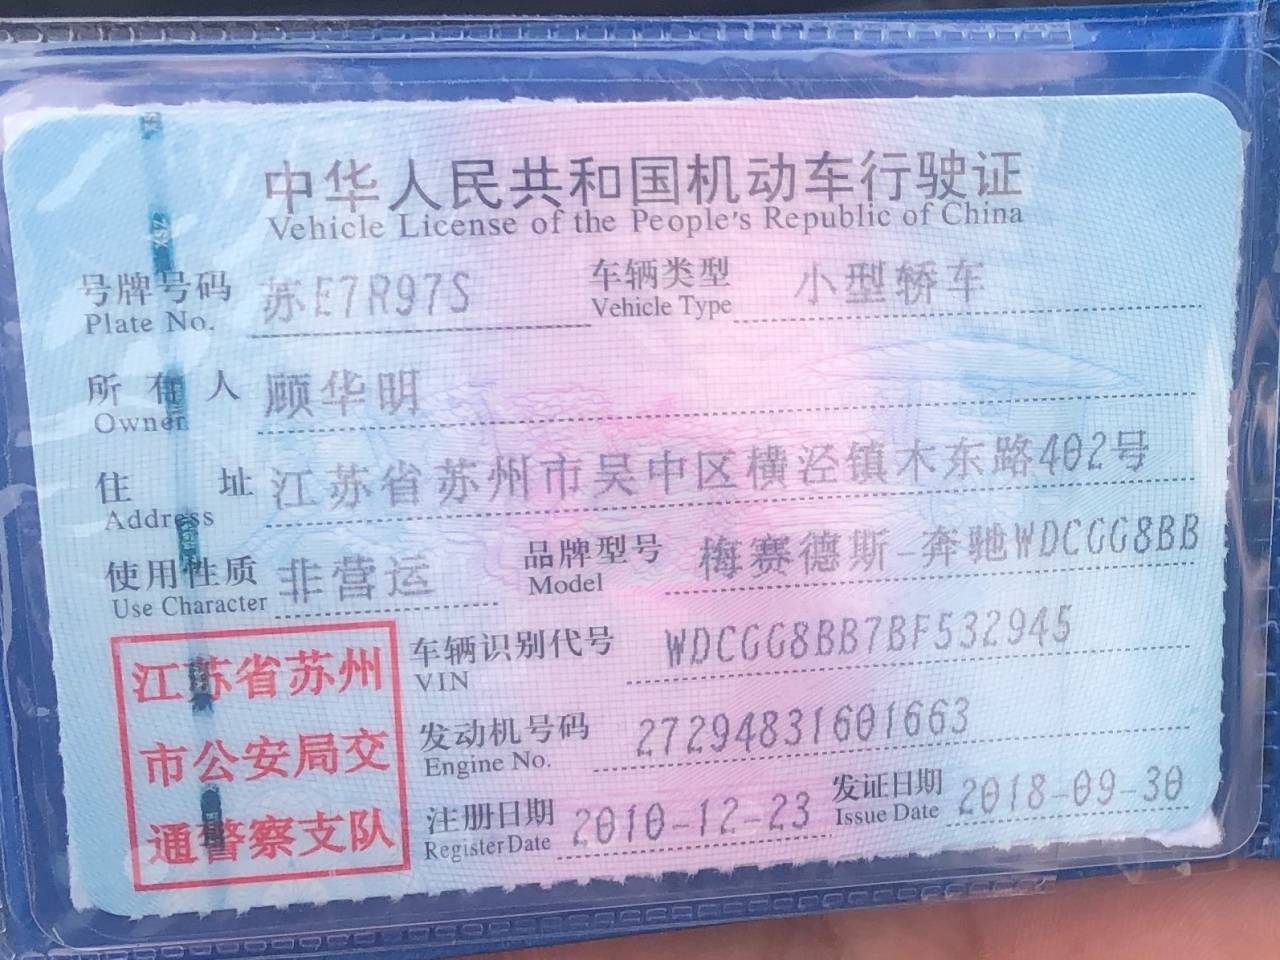 中华人民共和国机动车行驶证
Vehicle License of the People's Republic of China
号牌号码 苏E7R97S 车辆类型 小型轿车
Plate No. Vehicle Type
所有人 顾华明
Owner
住址 江苏省苏州市吴中区横泾镇木东路402号
Address
使用性质 非营运 品牌型号 梅赛德斯 奔驰WDCGG8BB
Use Character Model
江苏省苏州
市公安局交
通警察支队
车辆识别代号 WDCGG8BB7BF532945
VIN
发动机号码 27294831601663
Engine No.
注册日期 2010-12-23 发证日期 2018-09-30
Register Date Issue Date